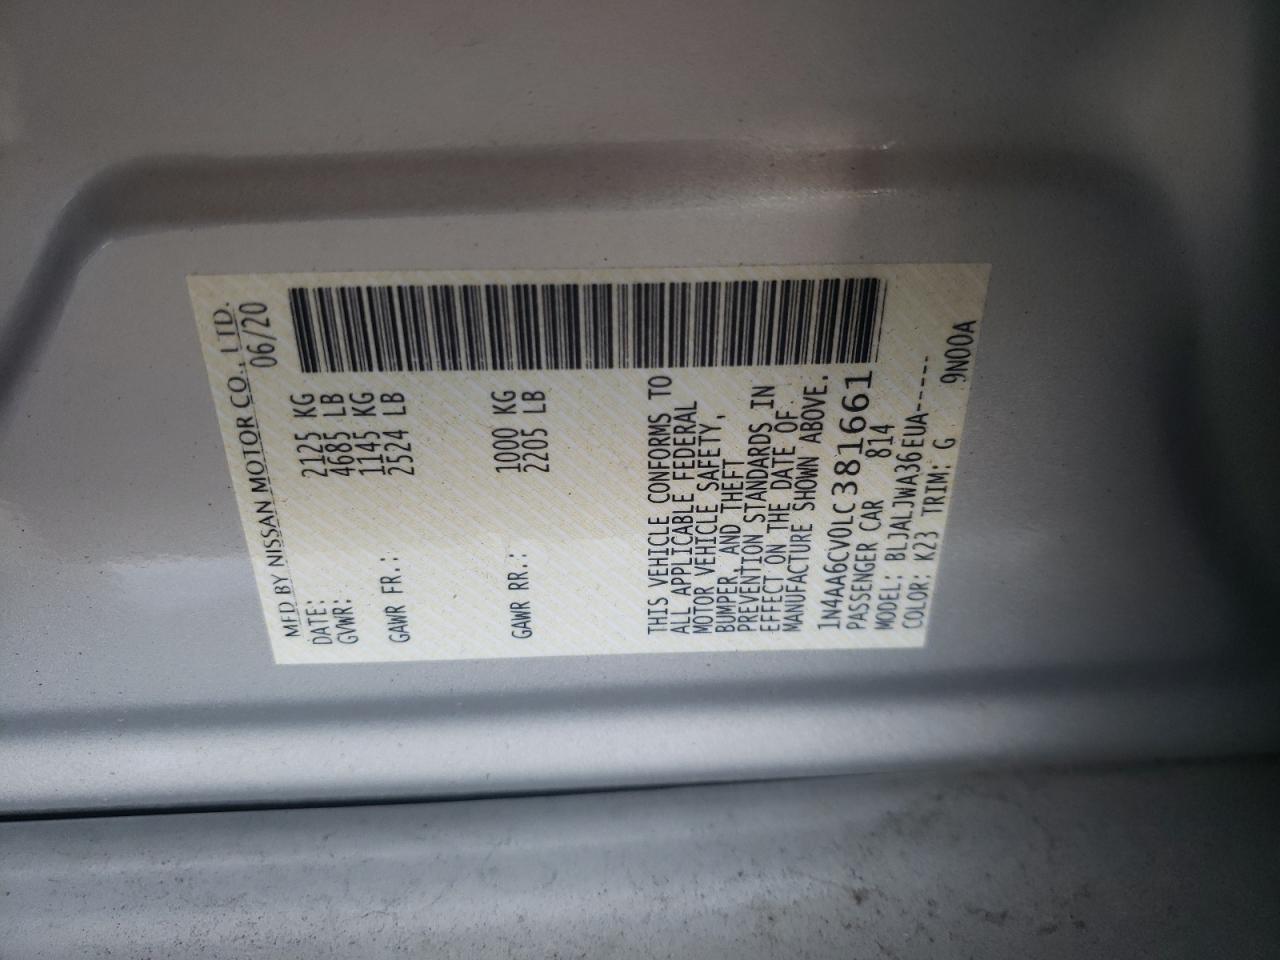 MFD BY NISSAN MOTOR CO., LTD.
DATE: 06/20
GVWR: 2125 KG
4685 LB
GAWR FR.: 1145 KG
2524 LB
GAWR RR.: 1000 KG
2205 LB
THIS VEHICLE CONFORMS TO
ALL APPLICABLE FEDERAL
MOTOR VEHICLE SAFETY,
BUMPER, AND THEFT
PREVENTION STANDARDS IN
EFFECT ON THE DATE OF
MANUFACTURE SHOWN ABOVE.
1N4AA6CV0LC381661
PASSENGER CAR 814
MODEL: BLJALJWA36EUA-----
COLOR: K23 TRIM: G 9N00A